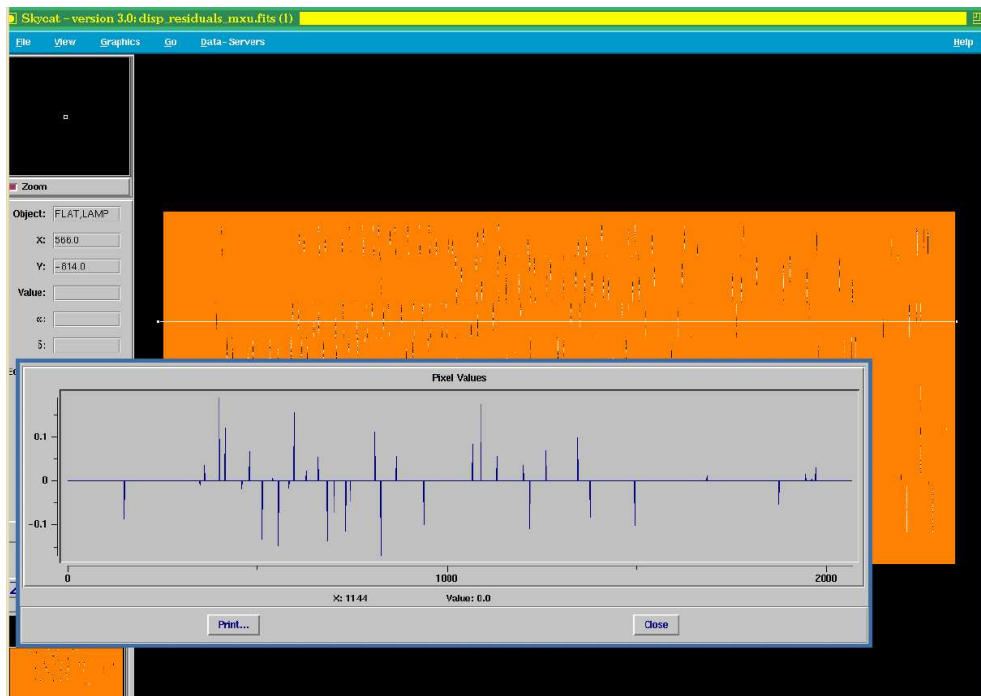 Skycat – version 3.0: disp_residuals_mxu.fits (1)
File View Graphics Go Data-Servers Help
Zoom
Object: FLAT,LAMP
X: 566.0
Y: -814.0
Value:
α:
δ:
Pixel Values
0.1
0
-0.1
0 1000 2000
X: 1144 Value: 0.0
Print... Close